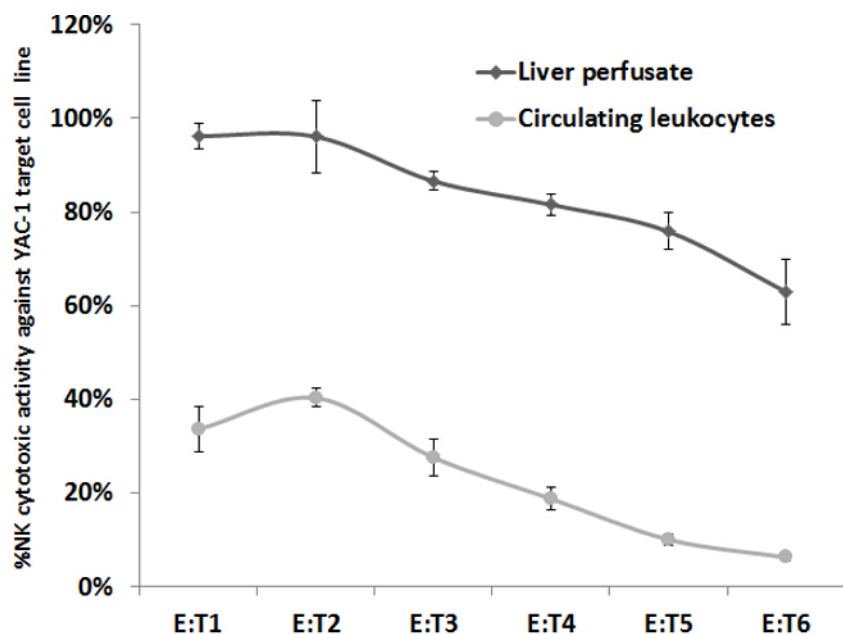 %NK cytotoxic activity against YAC-1 target cell line
120%
100%
80%
60%
40%
20%
0%
Liver perfusate
Circulating leukocytes
E:T1 E:T2 E:T3 E:T4 E:T5 E:T6